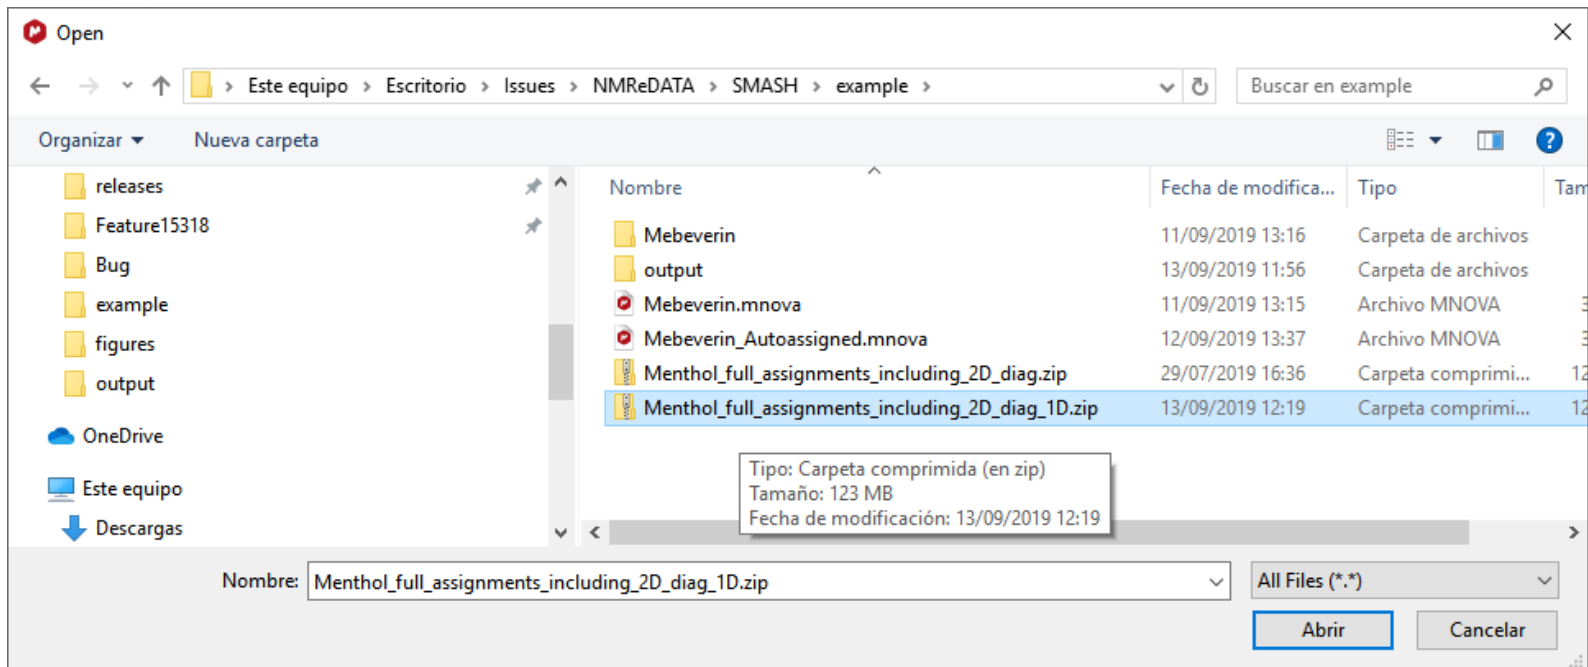 Open
Este equipo > Escritorio > Issues > NMReDATA > SMASH > example >
Buscar en example
Organizar
Nueva carpeta
releases
Feature15318
Bug
example
figures
output
OneDrive
Este equipo
Descargas
Nombre Fecha de modifica... Tipo Tam
Mebeverin 11/09/2019 13:16 Carpeta de archivos
output 13/09/2019 11:56 Carpeta de archivos
Mebeverin.mnova 11/09/2019 13:15 Archivo MNOVA 3
Mebeverin_Autoassigned.mnova 12/09/2019 13:37 Archivo MNOVA 3
Menthol_full_assignments_including_2D_diag.zip 29/07/2019 16:36 Carpeta comprimi... 12
Menthol_full_assignments_including_2D_diag_1D.zip 13/09/2019 12:19 Carpeta comprimi... 12
Tipo: Carpeta comprimida (en zip)
Tamaño: 123 MB
Fecha de modificación: 13/09/2019 12:19
Nombre: Menthol_full_assignments_including_2D_diag_1D.zip
All Files (*.*)
Abrir
Cancelar